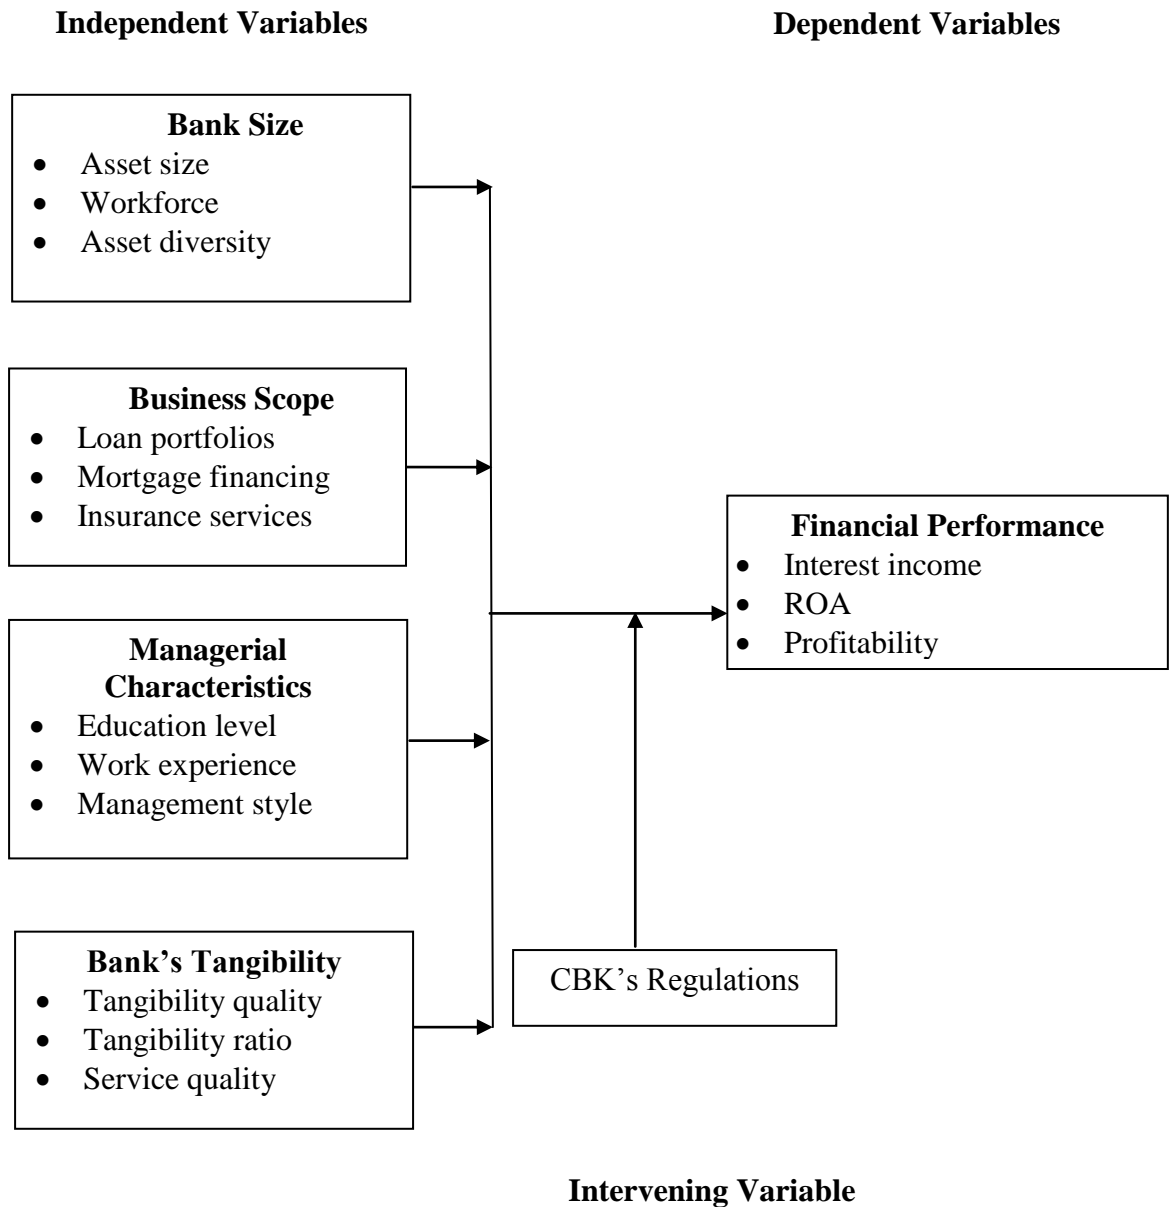 Independent Variables
Dependent Variables
Bank Size
• Asset size
• Workforce
• Asset diversity
Business Scope
• Loan portfolios
• Mortgage financing
• Insurance services
Managerial
Characteristics
• Education level
• Work experience
• Management style
Bank's Tangibility
• Tangibility quality
• Tangibility ratio
• Service quality
Financial Performance
• Interest income
• ROA
• Profitability
CBK's Regulations
Intervening Variable